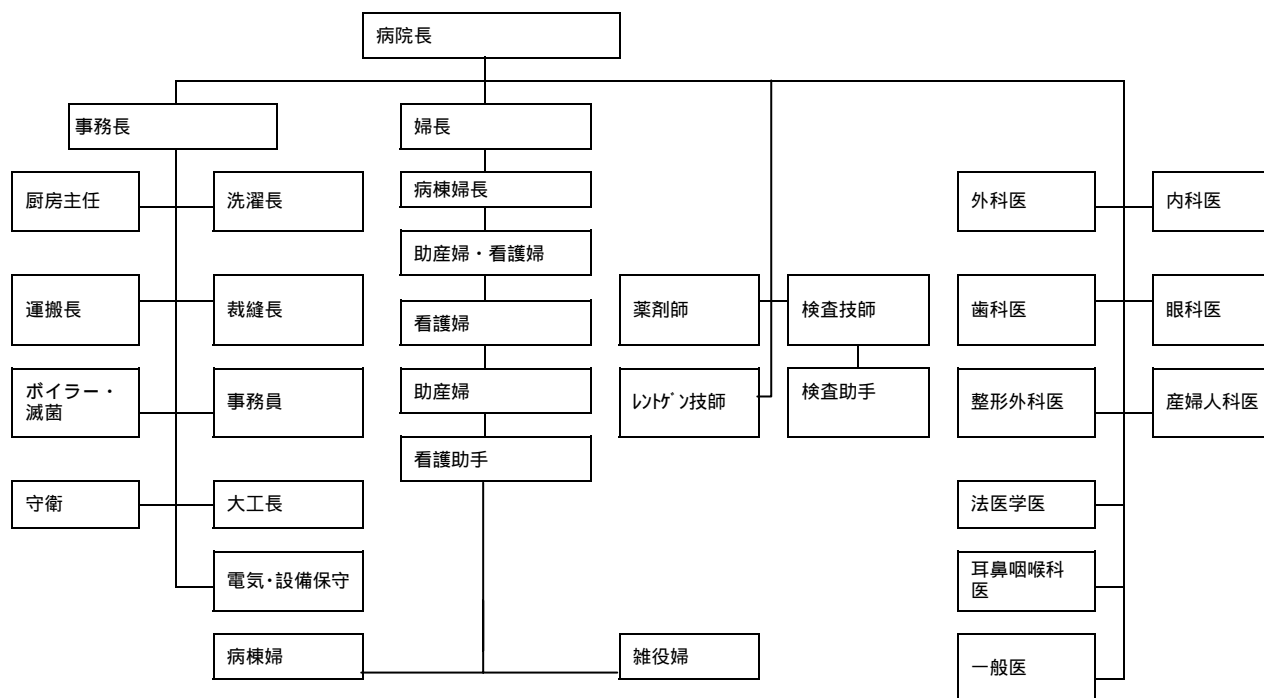 病院長
事務長
婦長
厨房主任
洗濯長
病棟婦長
外科医
内科医
助産婦・看護婦
運搬長
裁縫長
看護婦
薬剤師
検査技師
歯科医
眼科医
ボイラー・
滅菌
事務員
助産婦
ﾚﾝﾄｹﾞﾝ技師
検査助手
整形外科医
産婦人科医
看護助手
守衛
大工長
法医学医
電気・設備保守
耳鼻咽喉科
医
病棟婦
雑役婦
一般医